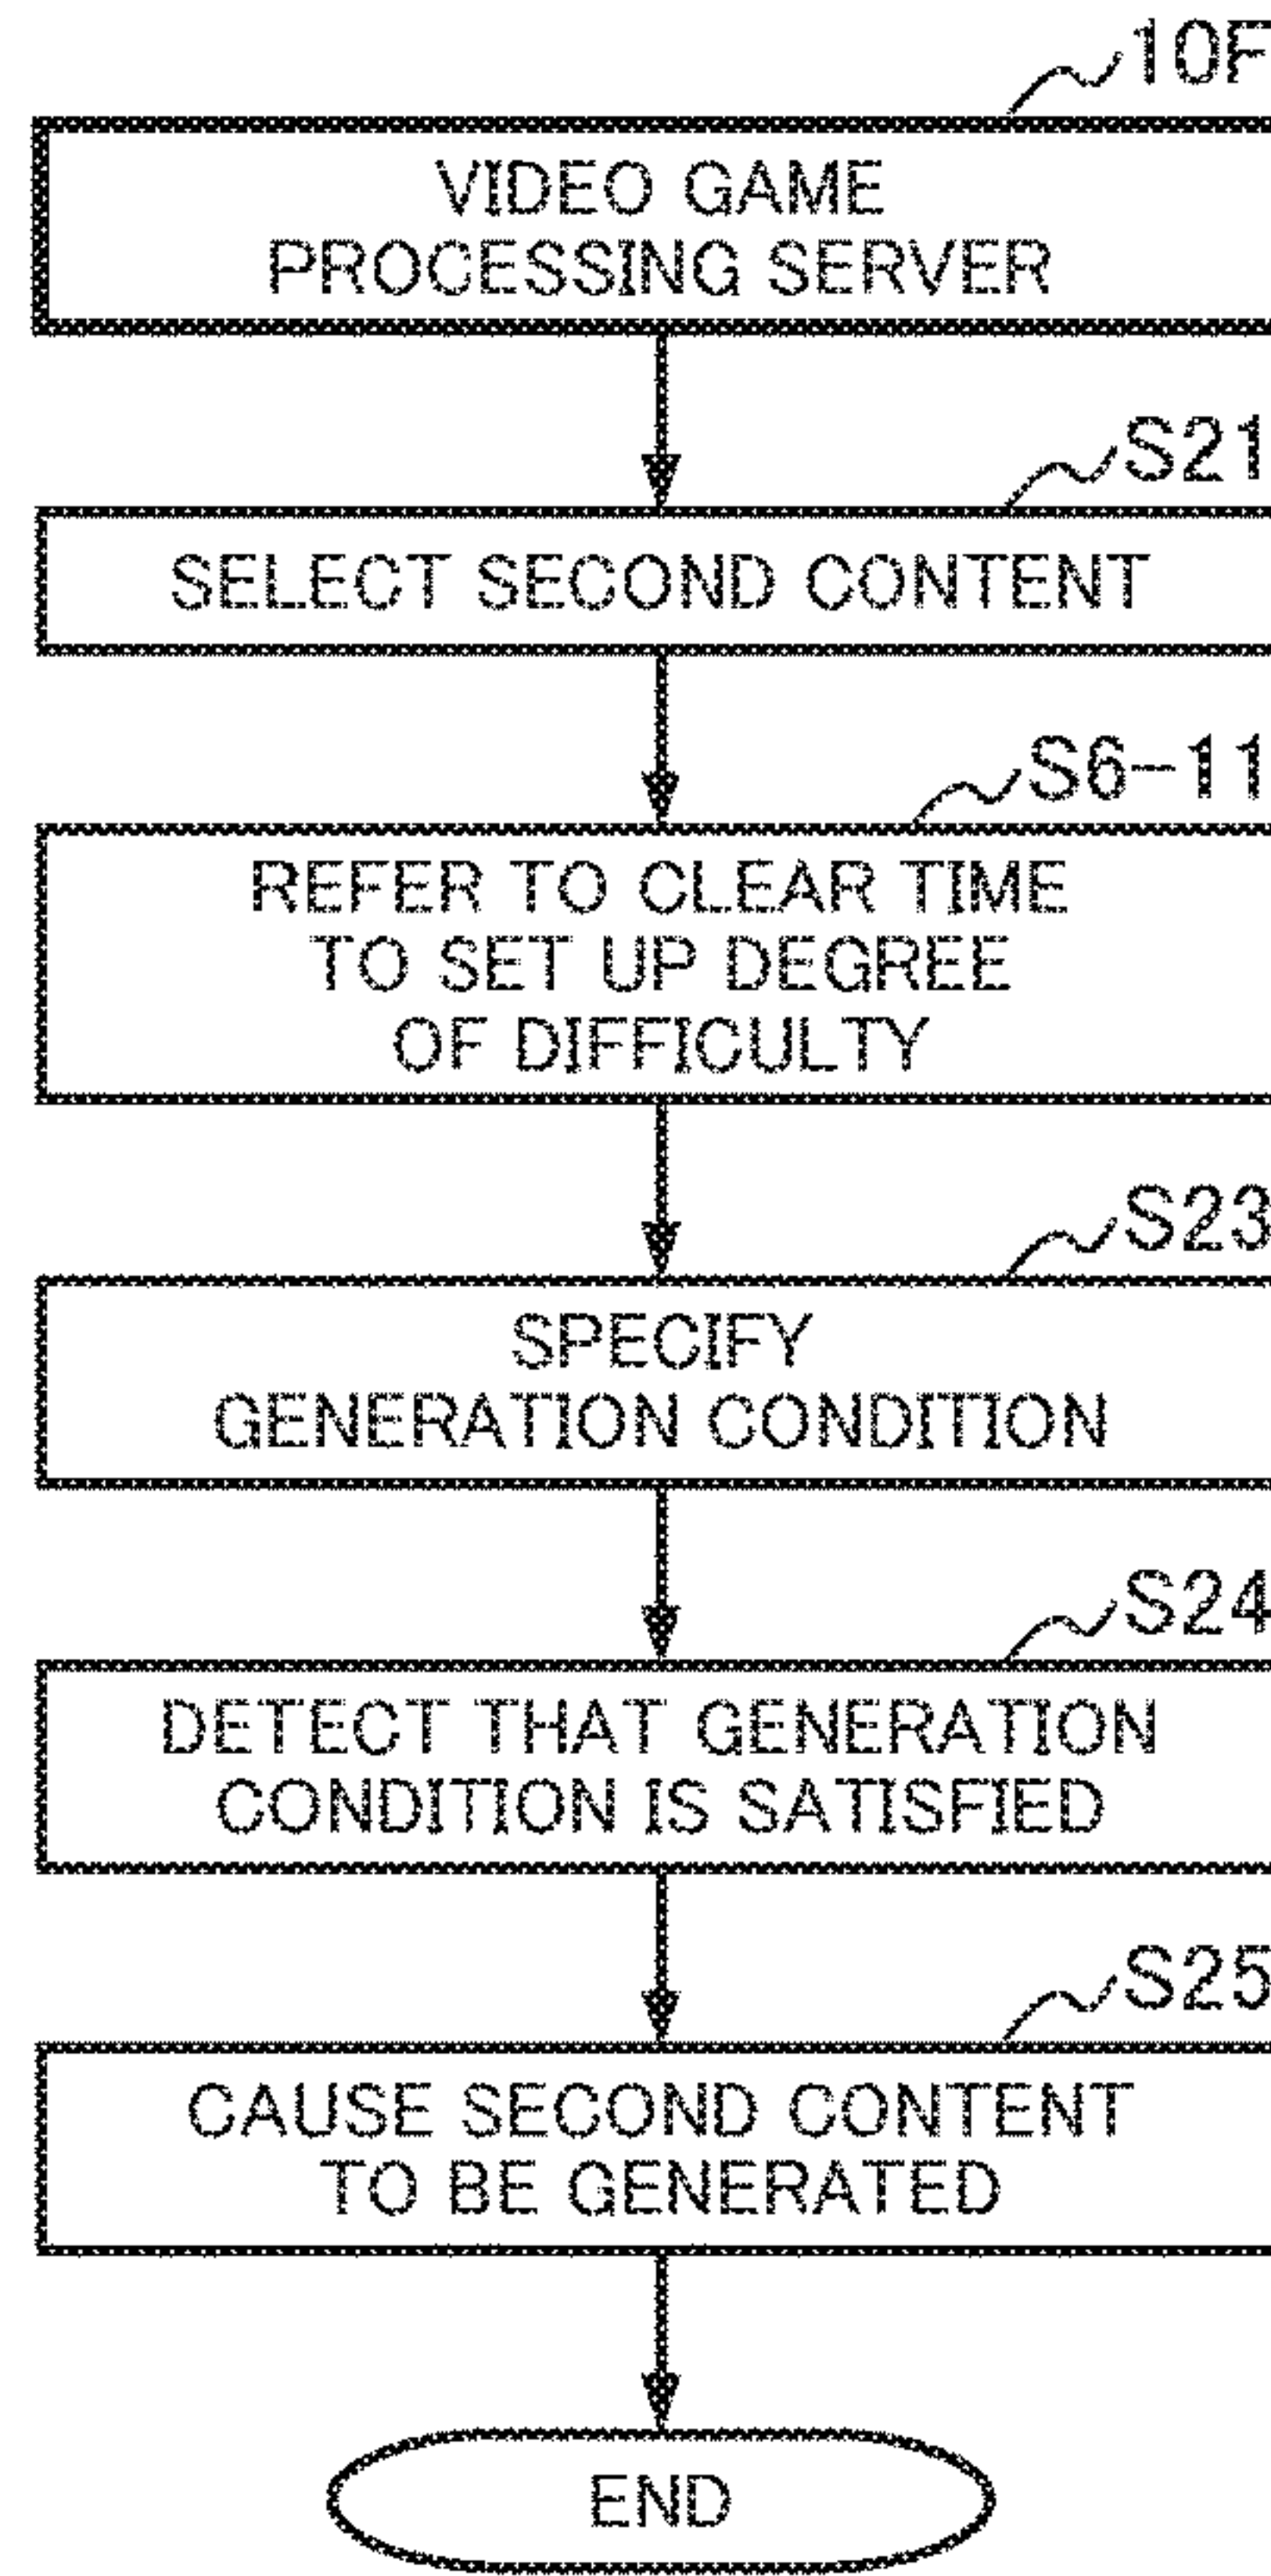 10F
VIDEO GAME
PROCESSING SERVER
S21
SELECT SECOND CONTENT
S6-11
REFER TO CLEAR TIME
TO SET UP DEGREE
OF DIFFICULTY
S23
SPECIFY
GENERATION CONDITION
S24
DETECT THAT GENERATION
CONDITION IS SATISFIED
S25
CAUSE SECOND CONTENT
TO BE GENERATED
END